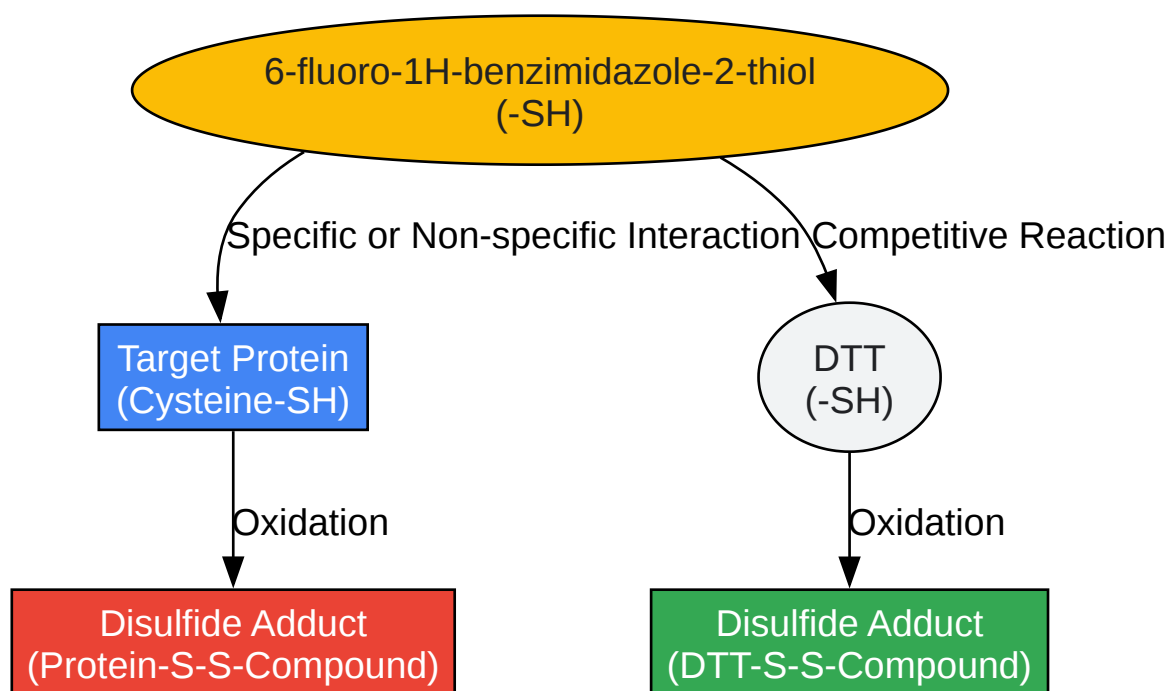 6-fluoro-1H-benzimidazole-2-thiol
(-SH)
Specific or Non-specific Interaction
Competitive Reaction
Target Protein
(Cysteine-SH)
DTT
(-SH)
Oxidation
Oxidation
Disulfide Adduct
(Protein-S-S-Compound)
Disulfide Adduct
(DTT-S-S-Compound)